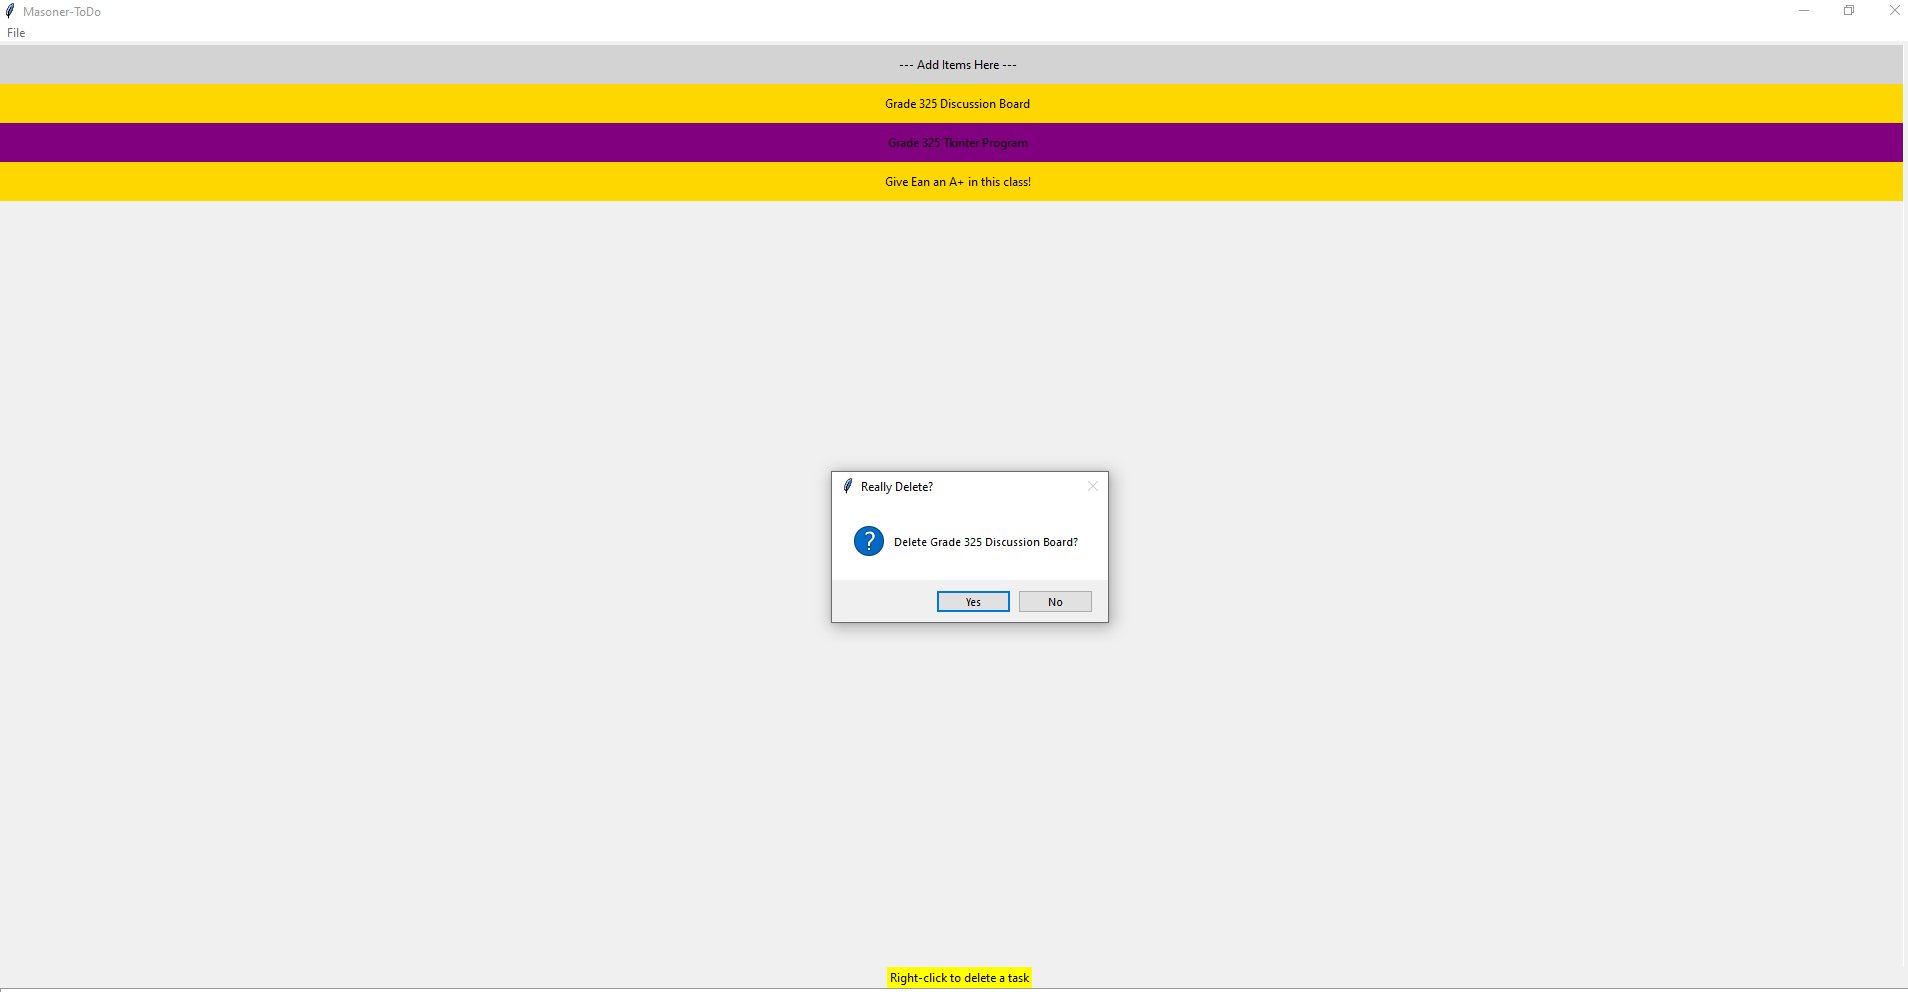 Masoner-ToDo
File
--- Add Items Here ---
Grade 325 Discussion Board
Grade 325 Tkinter Program
Give Ean an A+ in this class!
Really Delete?
Delete Grade 325 Discussion Board?
Yes
No
Right-click to delete a task